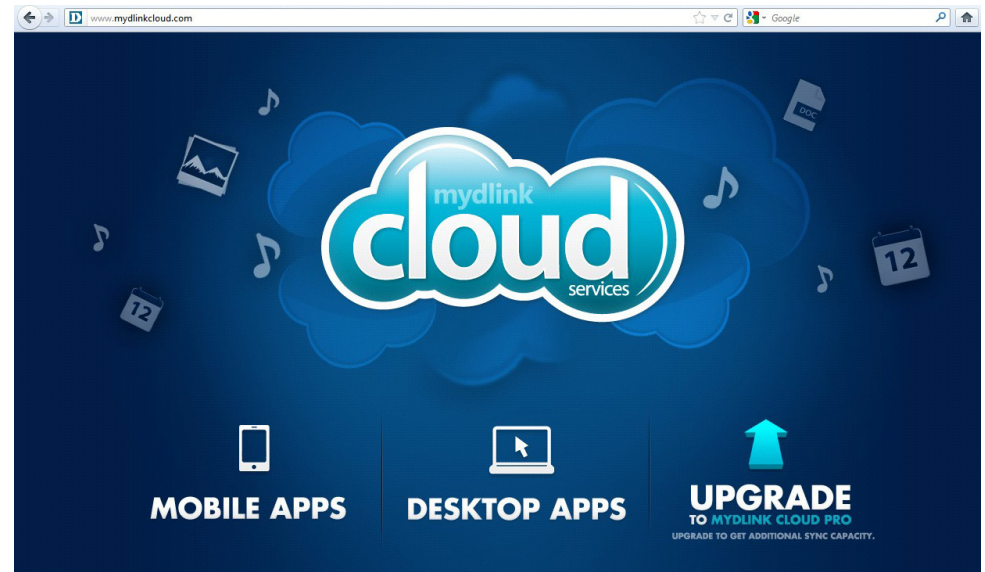 www.mydlinkcloud.com
Google
DOC
mydlink
cloud
services
12
12
MOBILE APPS
DESKTOP APPS
UPGRADE
TO MYDLINK CLOUD PRO
UPGRADE TO GET ADDITIONAL SYNC CAPACITY.